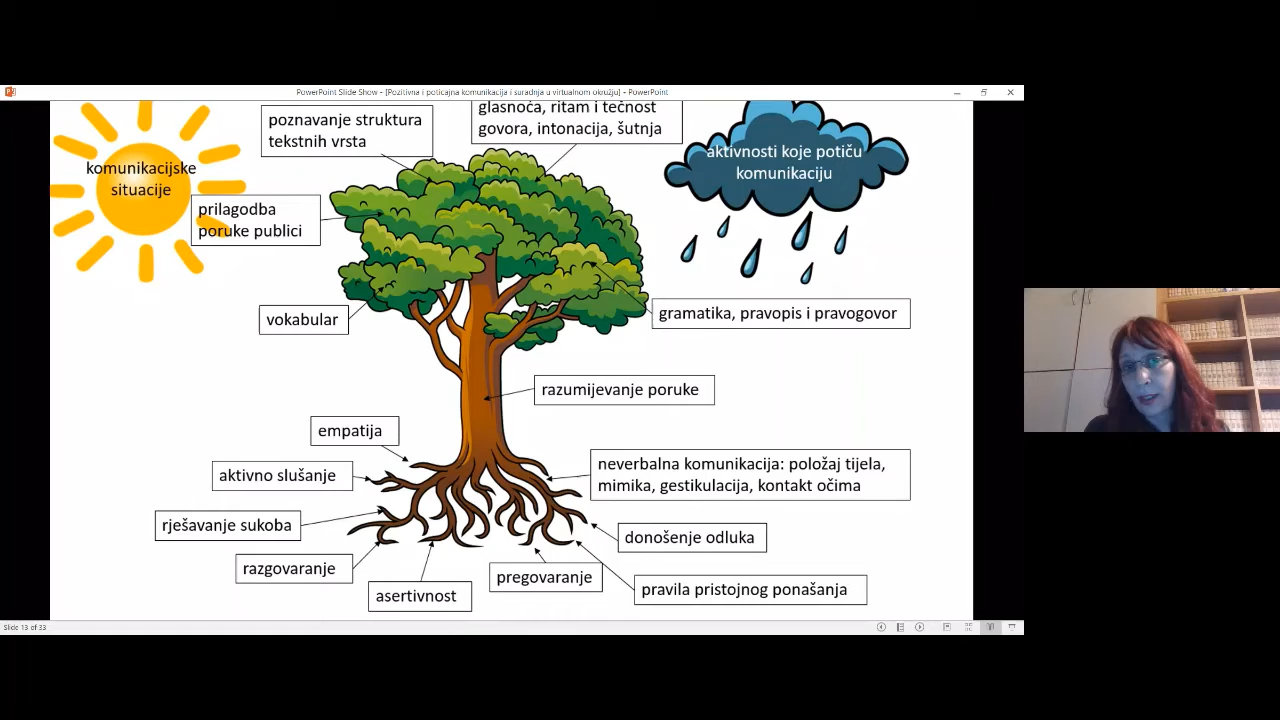 PowerPoint Slide Show - [Pozitivna i poticajna komunikacija i suradnja u virtualnom okružju] - PowerPoint
glasnoća, ritam i tečnost
govora, intonacija, šutnja
poznavanje struktura
tekstnih vrsta
komunikacijske
situacije
aktivnosti koje potiču
komunikaciju
prilagodba
poruke publici
vokabular
gramatika, pravopis i pravogovor
razumijevanje poruke
empatija
aktivno slušanje
neverbalna komunikacija: položaj tijela,
mimika, gestikulacija, kontakt očima
rješavanje sukoba
donošenje odluka
razgovaranje
pregovaranje
asertivnost
pravila pristojnog ponašanja
Slide 13 of 33